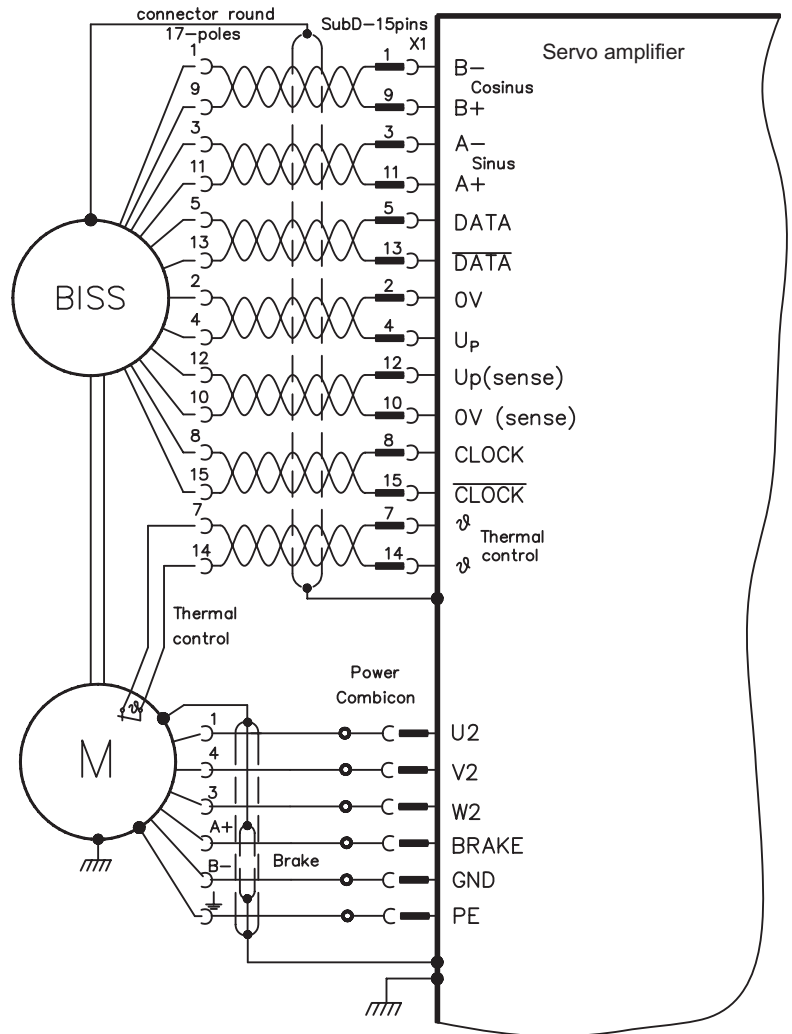 connector round
17-poles
SubD-15pins
X1
Servo amplifier
1 1 B-
Cosinus
9 9 B+
3 3 A-
Sinus
11 11 A+
5 5 DATA
13 13 DATA
2 2 0V
4 4 UP
12 12 Up(sense)
10 10 0V (sense)
8 8 CLOCK
15 15 CLOCK
7 7 ϑ
Thermal
control
14 14 ϑ
BISS
Thermal
control
Power
Combicon
ϑ
M
1 U2
4 V2
3 W2
A+ BRAKE
Brake
B- GND
PE